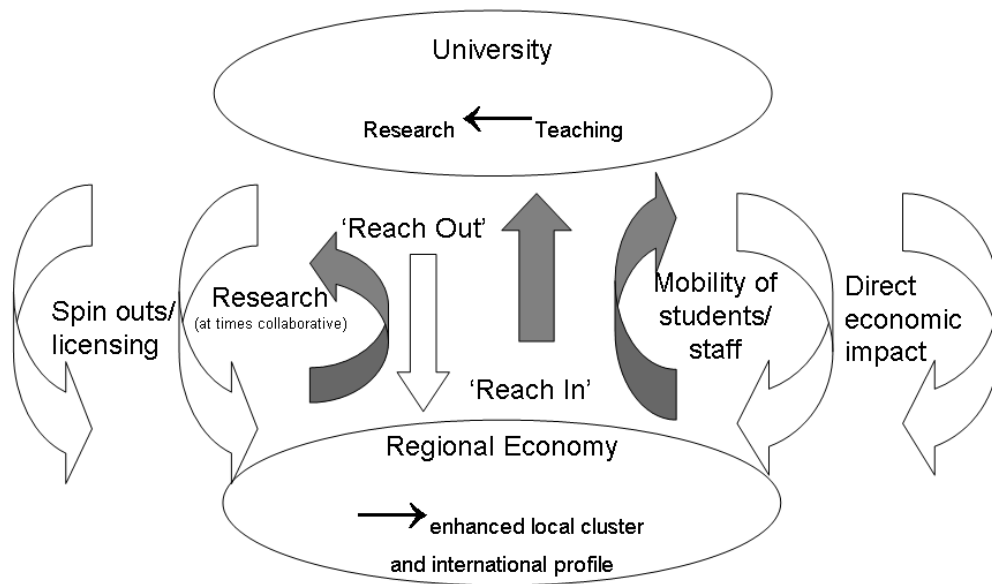 University
Research Teaching
'Reach Out'
Spin outs/
licensing
Research
(at times collaborative)
Mobility of
students/
staff
Direct
economic
impact
'Reach In'
Regional Economy
enhanced local cluster
and international profile